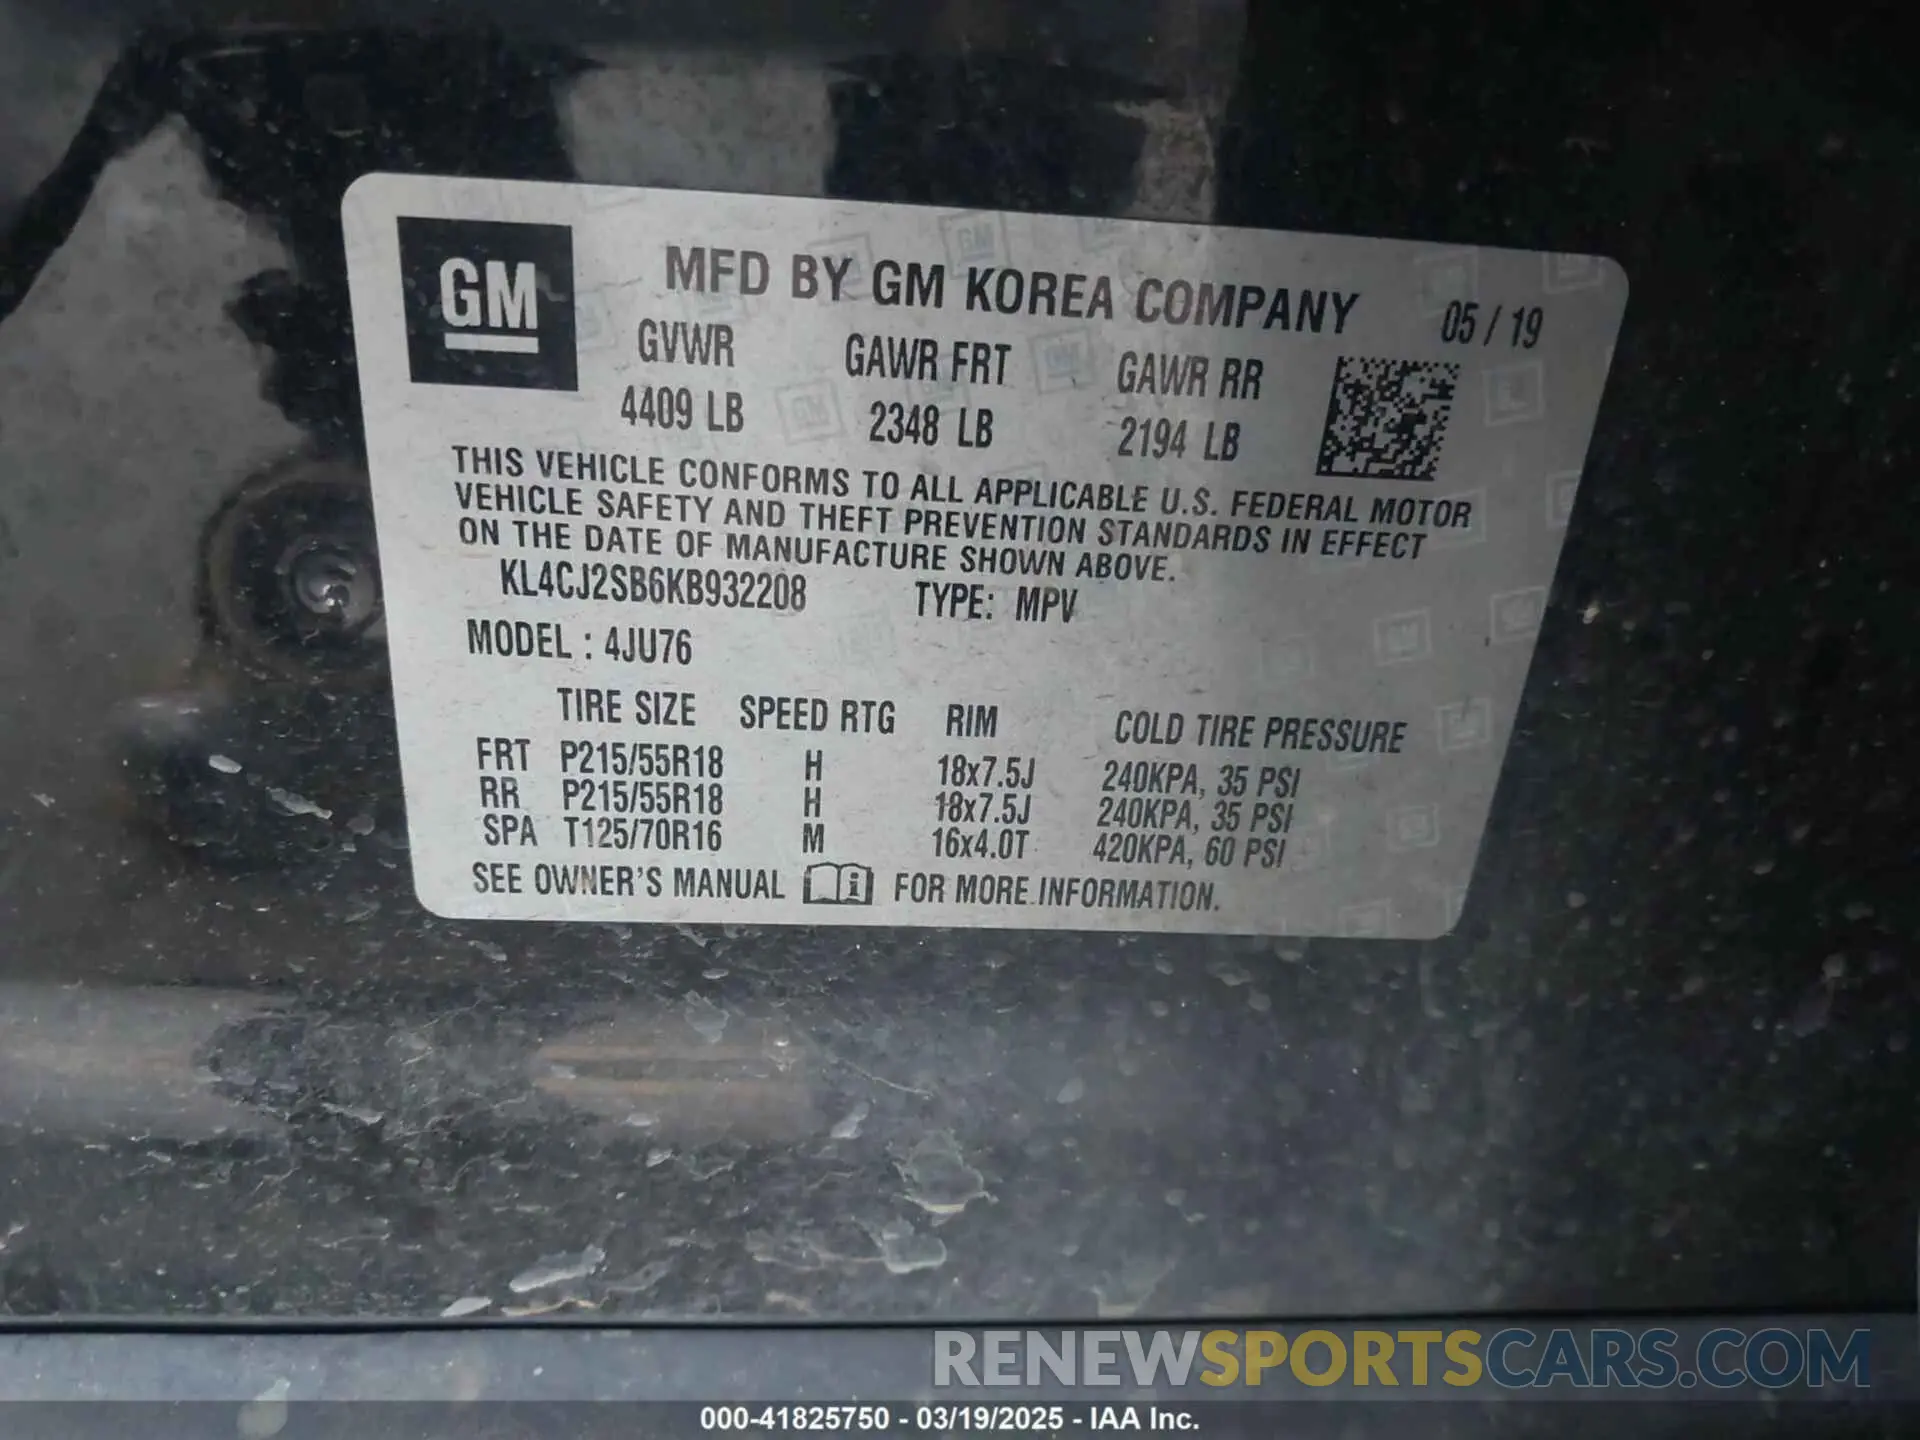 GM
MFD BY GM KOREA COMPANY
05 / 19
GVWR GAWR FRT GAWR RR
4409 LB 2348 LB 2194 LB
THIS VEHICLE CONFORMS TO ALL APPLICABLE U.S. FEDERAL MOTOR
VEHICLE SAFETY AND THEFT PREVENTION STANDARDS IN EFFECT
ON THE DATE OF MANUFACTURE SHOWN ABOVE.
KL4CJ2SB6KB932208 TYPE: MPV
MODEL : 4JU76
TIRE SIZE SPEED RTG RIM COLD TIRE PRESSURE
FRT P215/55R18 H 18x7.5J 240KPA, 35 PSI
RR P215/55R18 H 18x7.5J 240KPA, 35 PSI
SPA T125/70R16 M 16x4.0T 420KPA, 60 PSI
SEE OWNER'S MANUAL i FOR MORE INFORMATION.
RENEWSPORTSCARS.COM
000-41825750 - 03/19/2025 - IAA Inc.